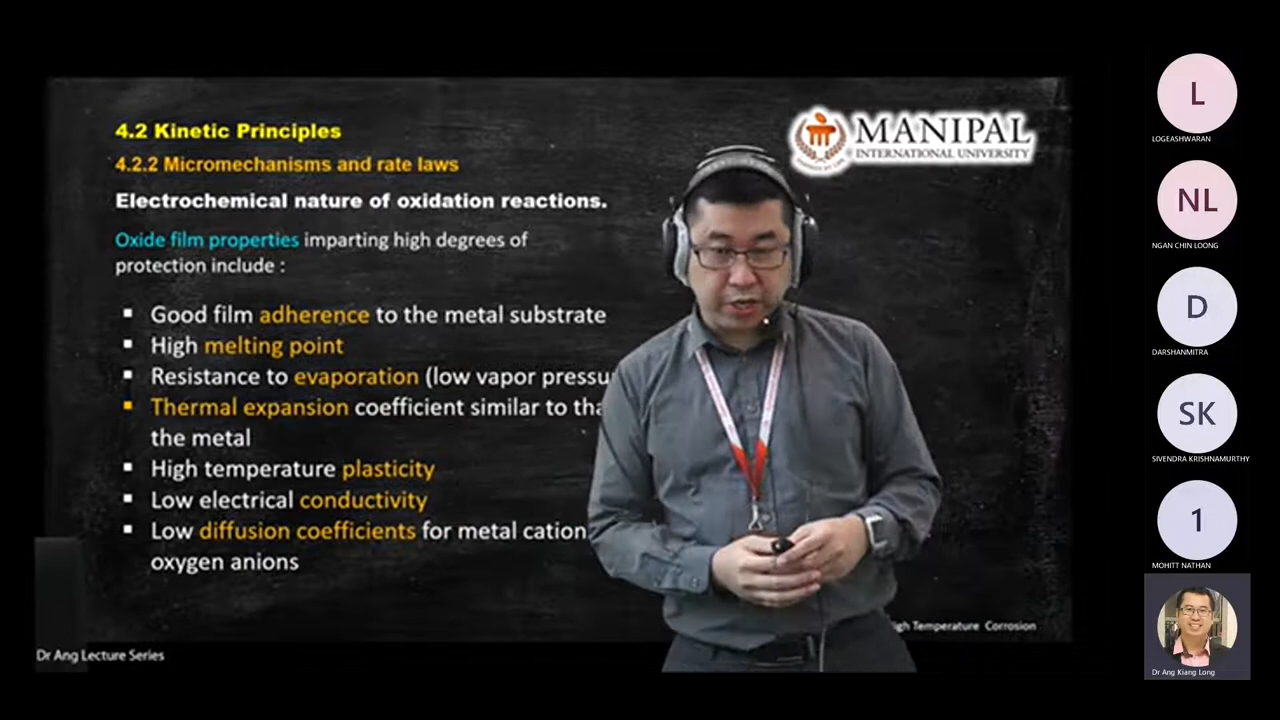 4.2 Kinetic Principles
4.2.2 Micromechanisms and rate laws
Electrochemical nature of oxidation reactions.
Oxide film properties imparting high degrees of
protection include :
Good film adherence to the metal substrate
High melting point
Resistance to evaporation (low vapor
Thermal expansion coefficient similar to
the metal
High temperature plasticity
Low electrical conductivity
Low diffusion coefficients for metal cation
oxygen anions
MANIPAL
INTERNATIONAL UNIVERSITY
Temperature Corrosion
Dr Ang Lecture Series
L
LOGEASHWARAN
NL
NGAN CHIN LOONG
D
DARSHANMITRA
SK
SIVENDRA KRISHNAMURTHY
1
MOHITT NATHAN
Dr Ang Kiang Long